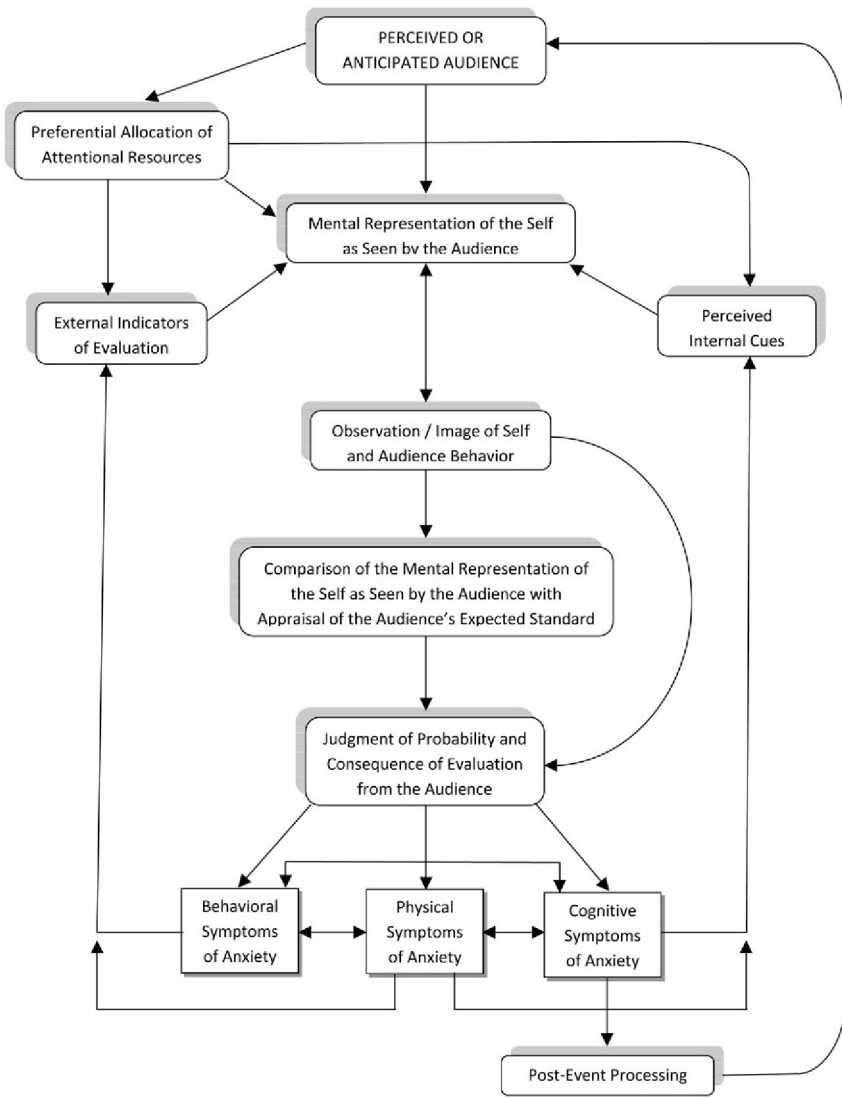 PERCEIVED OR
ANTICIPATED AUDIENCE
Preferential Allocation of
Attentional Resources
Mental Representation of the Self
as Seen by the Audience
External Indicators
of Evaluation
Perceived
Internal Cues
Observation / Image of Self
and Audience Behavior
Comparison of the Mental Representation of
the Self as Seen by the Audience with
Appraisal of the Audience’s Expected Standard
Judgment of Probability and
Consequence of Evaluation
from the Audience
Behavioral
Symptoms
of Anxiety
Physical
Symptoms
of Anxiety
Cognitive
Symptoms
of Anxiety
Post-Event Processing